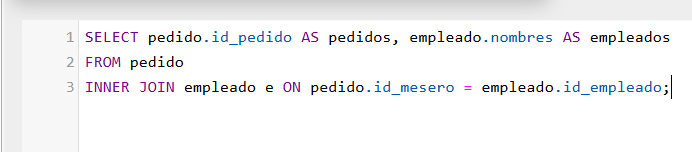 1 SELECT pedido.id_pedido AS pedidos, empleado.nombres AS empleados
2 FROM pedido
3 INNER JOIN empleado e ON pedido.id_mesero = empleado.id_empleado;